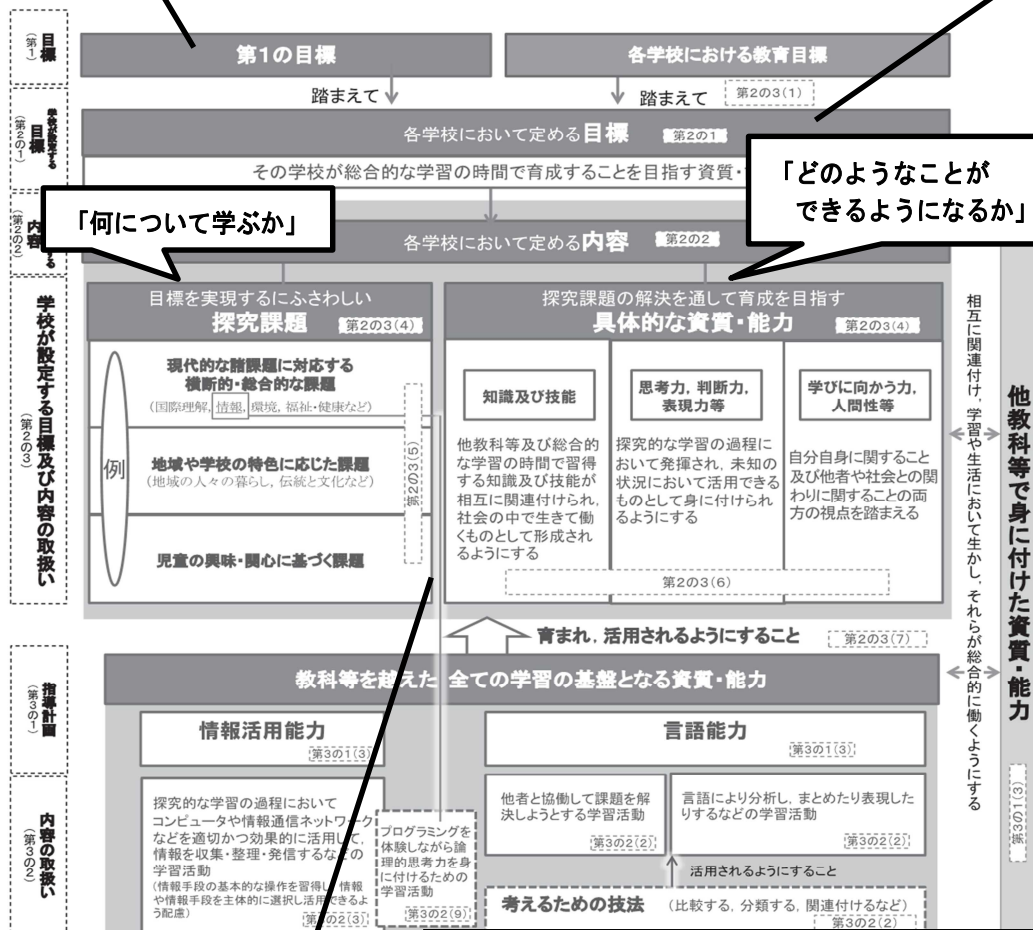 目標
(第1)
第1の目標
各学校における教育目標
踏まえて
踏まえて
第2の3(1)
学校が設定する
目標
(第2の1)
各学校において定める目標
第2の1
その学校が総合的な学習の時間で育成することを目指す資質・
「どのようなことが
できるようになるか」
「何について学ぶか」
内容
(第2の2)
する
各学校において定める内容
第2の2
学校が設定する目標及び内容の取扱い
(第2の3)
目標を実現するにふさわしい
探究課題
第2の3(4)
例
現代的な諸課題に対応する
横断的・総合的な課題
(国際理解,情報,環境,福祉・健康など)
地域や学校の特色に応じた課題
(地域の人々の暮らし,伝統と文化など)
児童の興味・関心に基づく課題
第2の3(5)
探究課題の解決を通して育成を目指す
具体的な資質・能力
第2の3(4)
知識及び技能
他教科等及び総合的
な学習の時間で習得
する知識及び技能が
相互に関連付けられ,
社会の中で生きて働
くものとして形成され
るようにする
思考力,判断力,
表現力等
探究的な学習の過程に
おいて発揮され,未知の
状況において活用できる
ものとして身に付けられ
るようにする
学びに向かう力,
人間性等
自分自身に関すること
及び他者や社会との関
わりに関することの両
方の視点を踏まえる
第2の3(6)
相互に関連付け,学習や生活において生かし,それらが総合的に働くようにする
他教科等で身に付けた資質・能力
第3の1(3)
育まれ,活用されるようにすること
第2の3(7)
指導計画
(第3の1)
教科等を越えた 全ての学習の基盤となる資質・能力
情報活用能力
第3の1(3)
言語能力
第3の1(3)
内容の取扱い
(第3の2)
探究的な学習の過程において
コンピュータや情報通信ネットワーク
などを適切かつ効果的に活用して,
情報を収集・整理・発信するなどの
学習活動
(情報手段の基本的な操作を習得し,情報
や情報手段を主体的に選択し活用できるよ
う配慮)
第3の2(3)
プログラミングを
体験しながら論
理的思考力を身
に付けるための
学習活動
第3の2(9)
他者と協働して課題を解
決しようとする学習活動
第3の2(2)
言語により分析し,まとめたり表現した
りするなどの学習活動
第3の2(2)
活用されるようにすること
考えるための技法 (比較する,分類する,関連付けるなど)
第3の2(2)